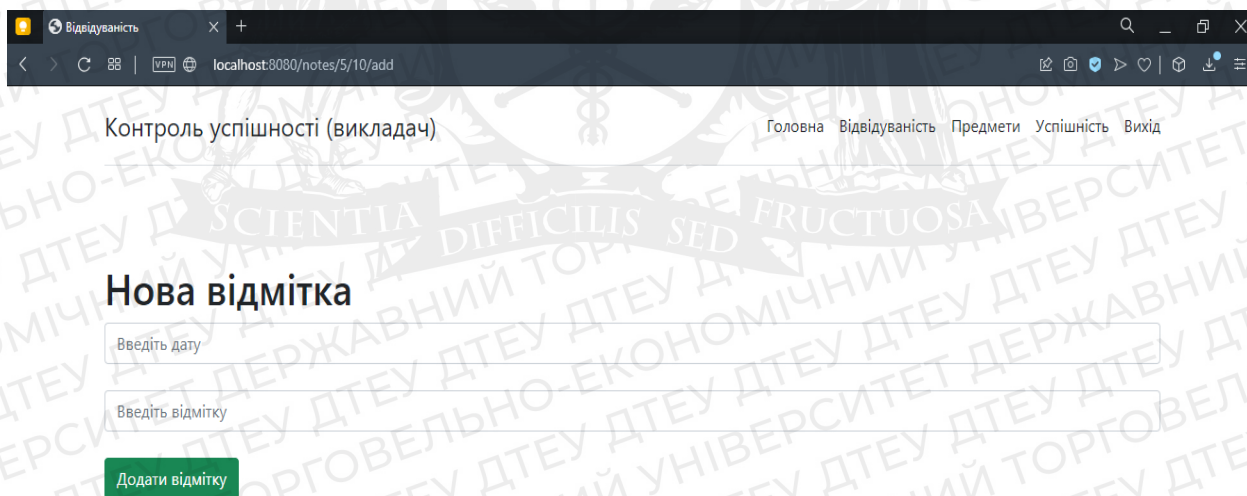 Відвідуваність
VPN localhost:8080/notes/5/10/add
Контроль успішності (викладач) Головна Відвідуваність Предмети Успішність Вихід
SCIENTIA DIFFICILIS SED FRUCTUOSA
Нова відмітка
Введіть дату
Введіть відмітку
Додати відмітку